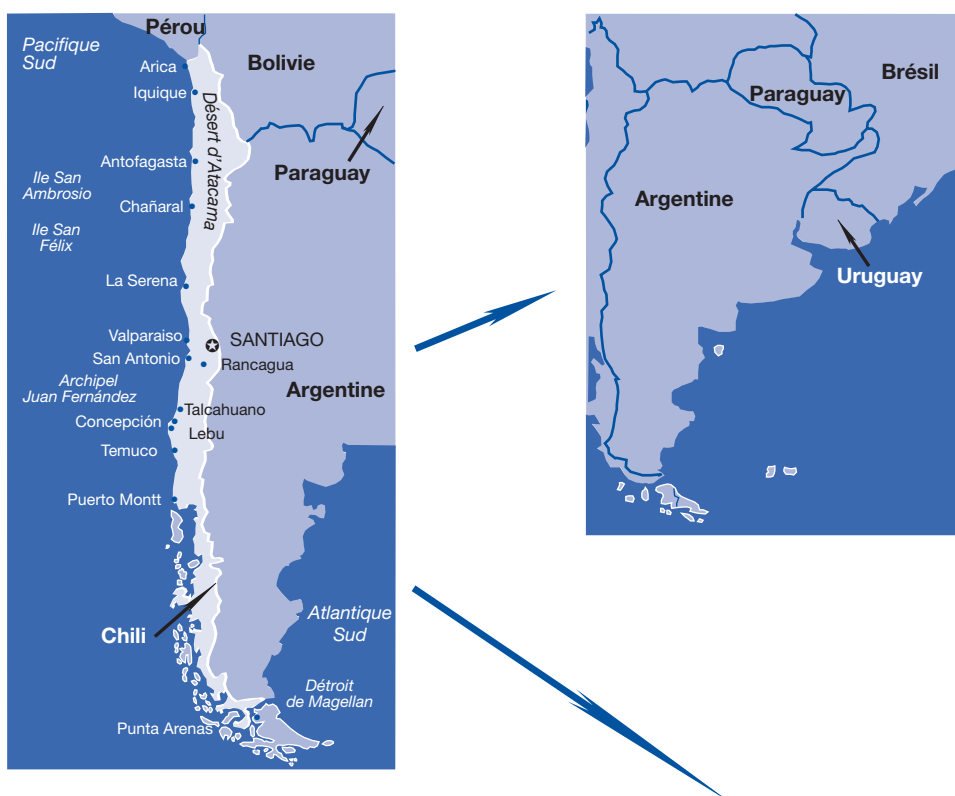 Pérou
Pacifique
Sud
Bolivie
Arica
Iquique
Désert d'Atacama
Antofagasta
Paraguay
Ile San
Ambrosio
Chañaral
Ile San
Félix
La Serena
Valparaiso
SANTIAGO
San Antonio
Rancagua
Archipel
Juan Fernández
Argentine
Talcahuano
Concepción
Lebu
Temuco
Puerto Montt
Atlantique
Sud
Chili
Détroit
de Magellan
Punta Arenas
Brésil
Paraguay
Argentine
Uruguay